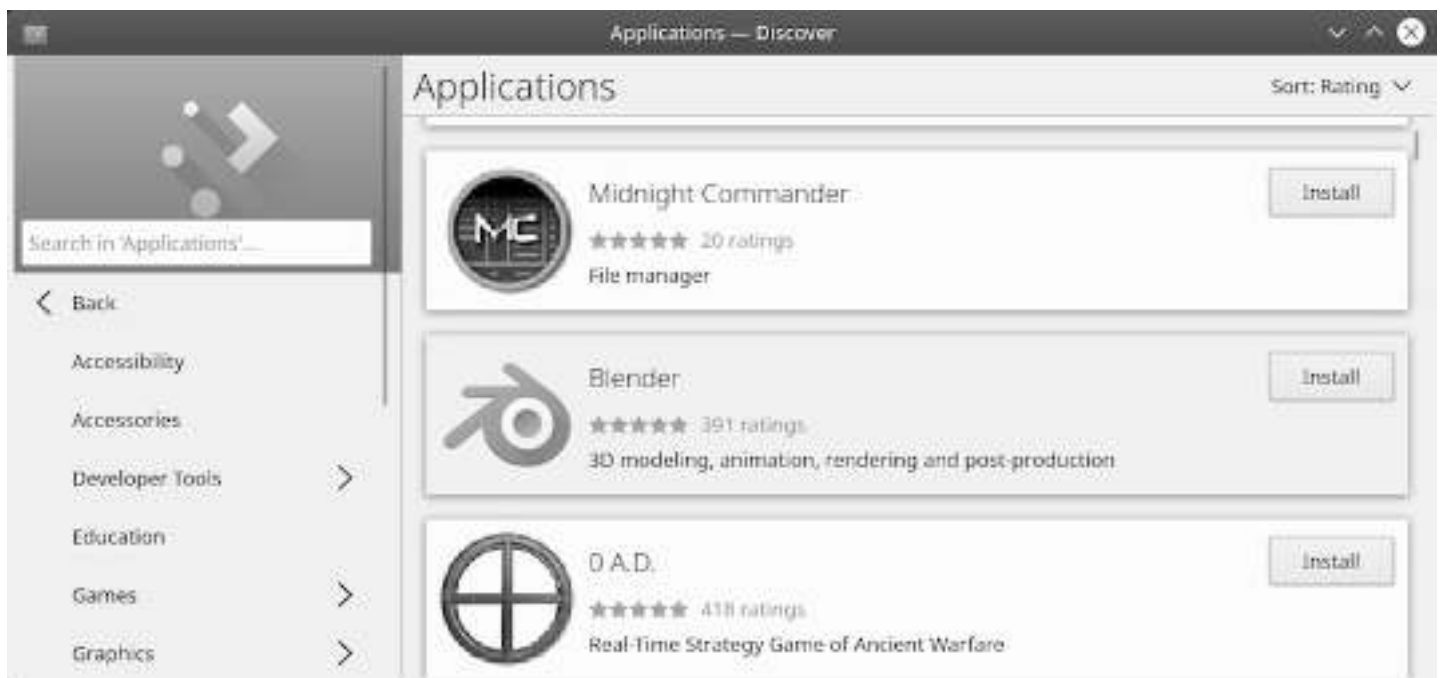 Applications — Discover
Search in 'Applications'...
Back
Accessibility
Accessories
Developer Tools
Education
Games
Graphics
Applications
Sort: Rating
MC
Midnight Commander
20 ratings
File manager
Install
Blender
391 ratings
3D modeling, animation, rendering and post-production
Install
0 A.D.
418 ratings
Real-Time Strategy Game of Ancient Warfare
Install